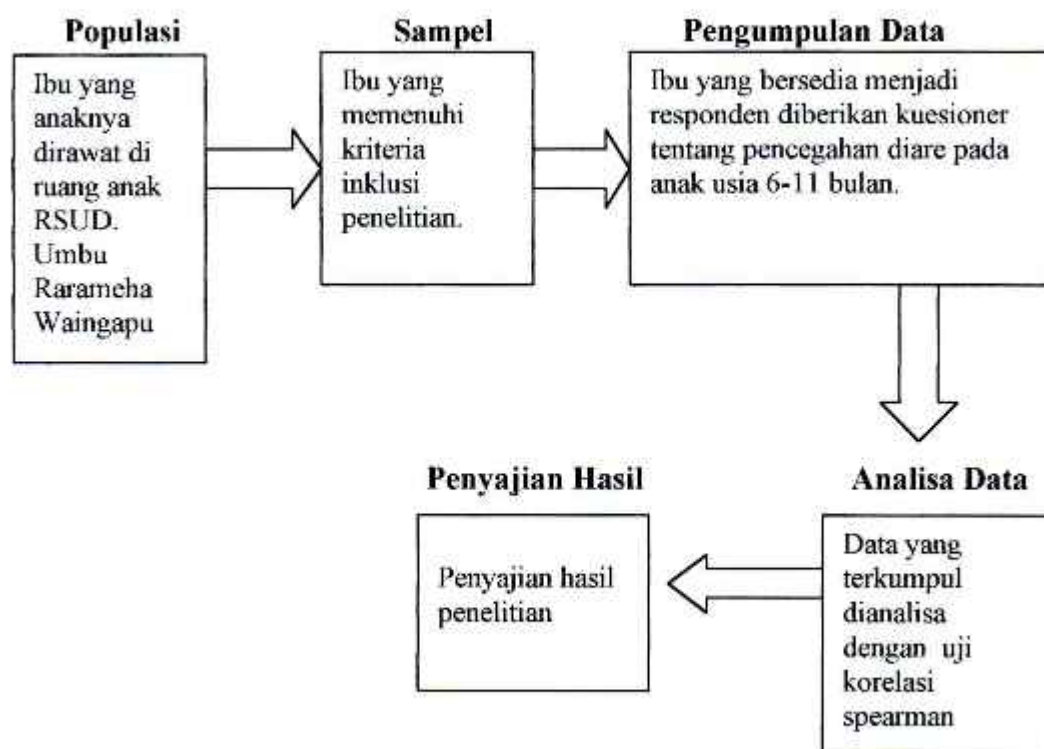 Populasi
Ibu yang
anaknya
dirawat di
ruang anak
RSUD.
Umbu
Rarameha
Waingapu
Sampel
Ibu yang
memenuhi
kriteria
inklusi
penelitian.
Pengumpulan Data
Ibu yang bersedia menjadi
responden diberikan kuesioner
tentang pencegahan diare pada
anak usia 6-11 bulan.
Analisa Data
Data yang
terkumpul
dianalisa
dengan uji
korelasi
spearman
Penyajian Hasil
Penyajian hasil
penelitian